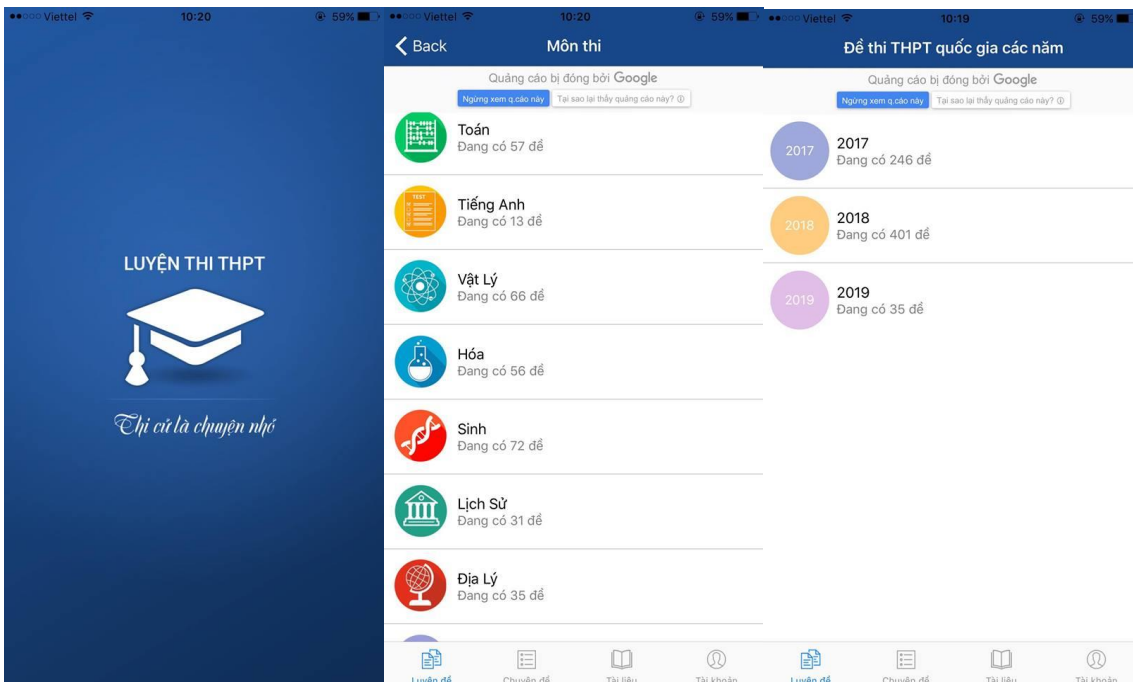 Viettel
10:20
59%
LUYỆN THI THPT
Thi cử là chuyện nhỏ
Viettel
10:20
59%
Back
Môn thi
Quảng cáo bị đóng bởi Google
Ngừng xem q.cáo này
Tại sao lại thấy quảng cáo này?
TEST
Toán
Đang có 57 đề
Tiếng Anh
Đang có 13 đề
Vật Lý
Đang có 66 đề
Hóa
Đang có 56 đề
Sinh
Đang có 72 đề
Lịch Sử
Đang có 31 đề
Địa Lý
Đang có 35 đề
Luyện đề
Chuyên đề
Tài liệu
Tài khoản
Viettel
10:19
59%
Đề thi THPT quốc gia các năm
Quảng cáo bị đóng bởi Google
Ngừng xem q.cáo này
Tại sao lại thấy quảng cáo này?
2017
2017
Đang có 246 đề
2018
2018
Đang có 401 đề
2019
2019
Đang có 35 đề
Luyện đề
Chuyên đề
Tài liệu
Tài khoản